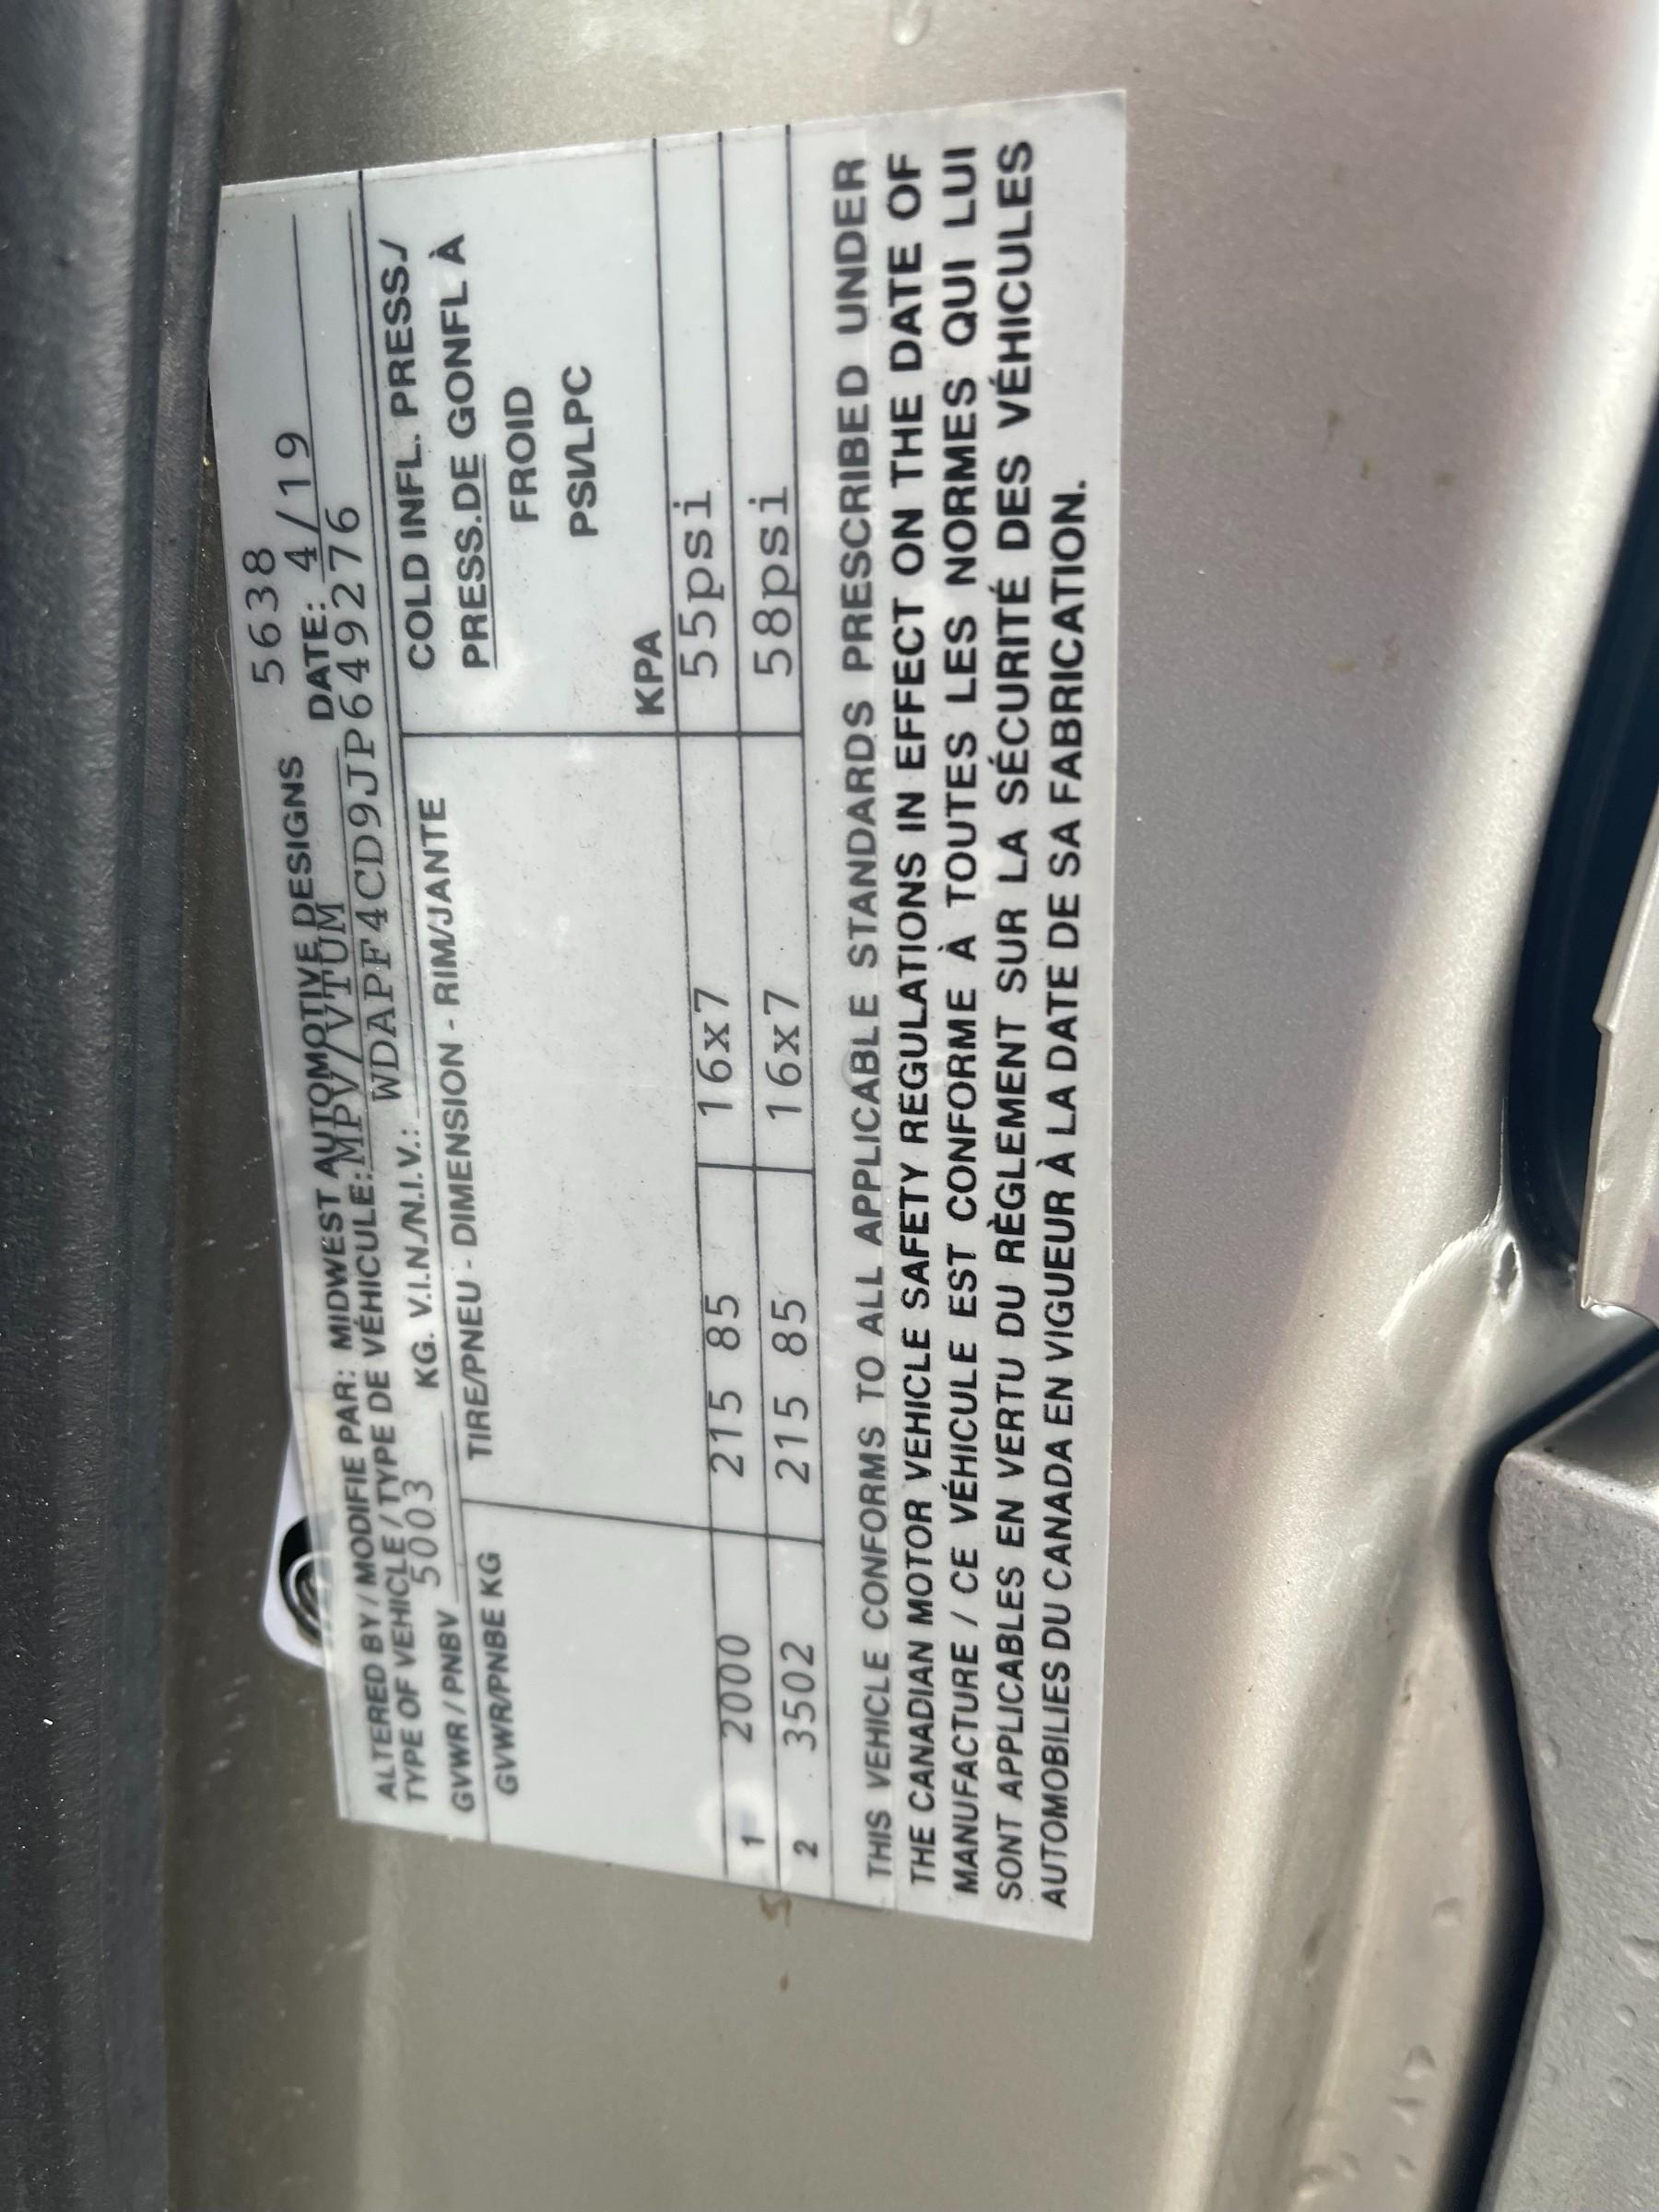 5638
ALTERED BY / MODIFIE PAR: MIDWEST AUTOMOTIVE DESIGNS DATE: 4/19
TYPE OF VEHICLE / TYPE DE VÉHICULE: MPV/VTUM
GVWR / PNBV 5003 KG. V.I.N./N.I.V.: WDAPF4CD9JP649276
GVWR/PNBE KG TIRE/PNEU - DIMENSION - RIM/JANTE COLD INFL. PRESS./
PRESS.DE GONFL À
FROID
PSI/LPC
KPA
1 2000 215 85 16x7 55psi
2 3502 215 85 16x7 58psi
THIS VEHICLE CONFORMS TO ALL APPLICABLE STANDARDS PRESCRIBED UNDER
THE CANADIAN MOTOR VEHICLE SAFETY REGULATIONS IN EFFECT ON THE DATE OF
MANUFACTURE / CE VÉHICULE EST CONFORME À TOUTES LES NORMES QUI LUI
SONT APPLICABLES EN VERTU DU RÈGLEMENT SUR LA SÉCURITÉ DES VÉHICULES
AUTOMOBILIES DU CANADA EN VIGUEUR À LA DATE DE SA FABRICATION.